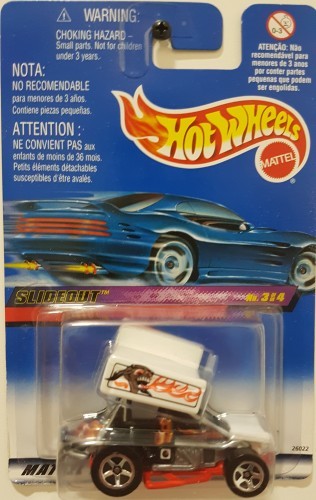 ⚠ WARNING:
CHOKING HAZARD –
Small parts. Not for children
under 3 years.
NOTA:
NO RECOMENDABLE
para menores de 3 años.
Contiene piezas pequeñas.
ATTENTION :
NE CONVIENT PAS aux
enfants de moins de 36 mois.
Petits éléments détachables
susceptibles d'être avalés.
0-3
ATENÇÃO: Não
recomendável para
menores de 3 anos
por conter partes
pequenas que podem
ser engolidas.
Hot Wheels
MATTEL
SLIDEOUT™
No. 314
26022